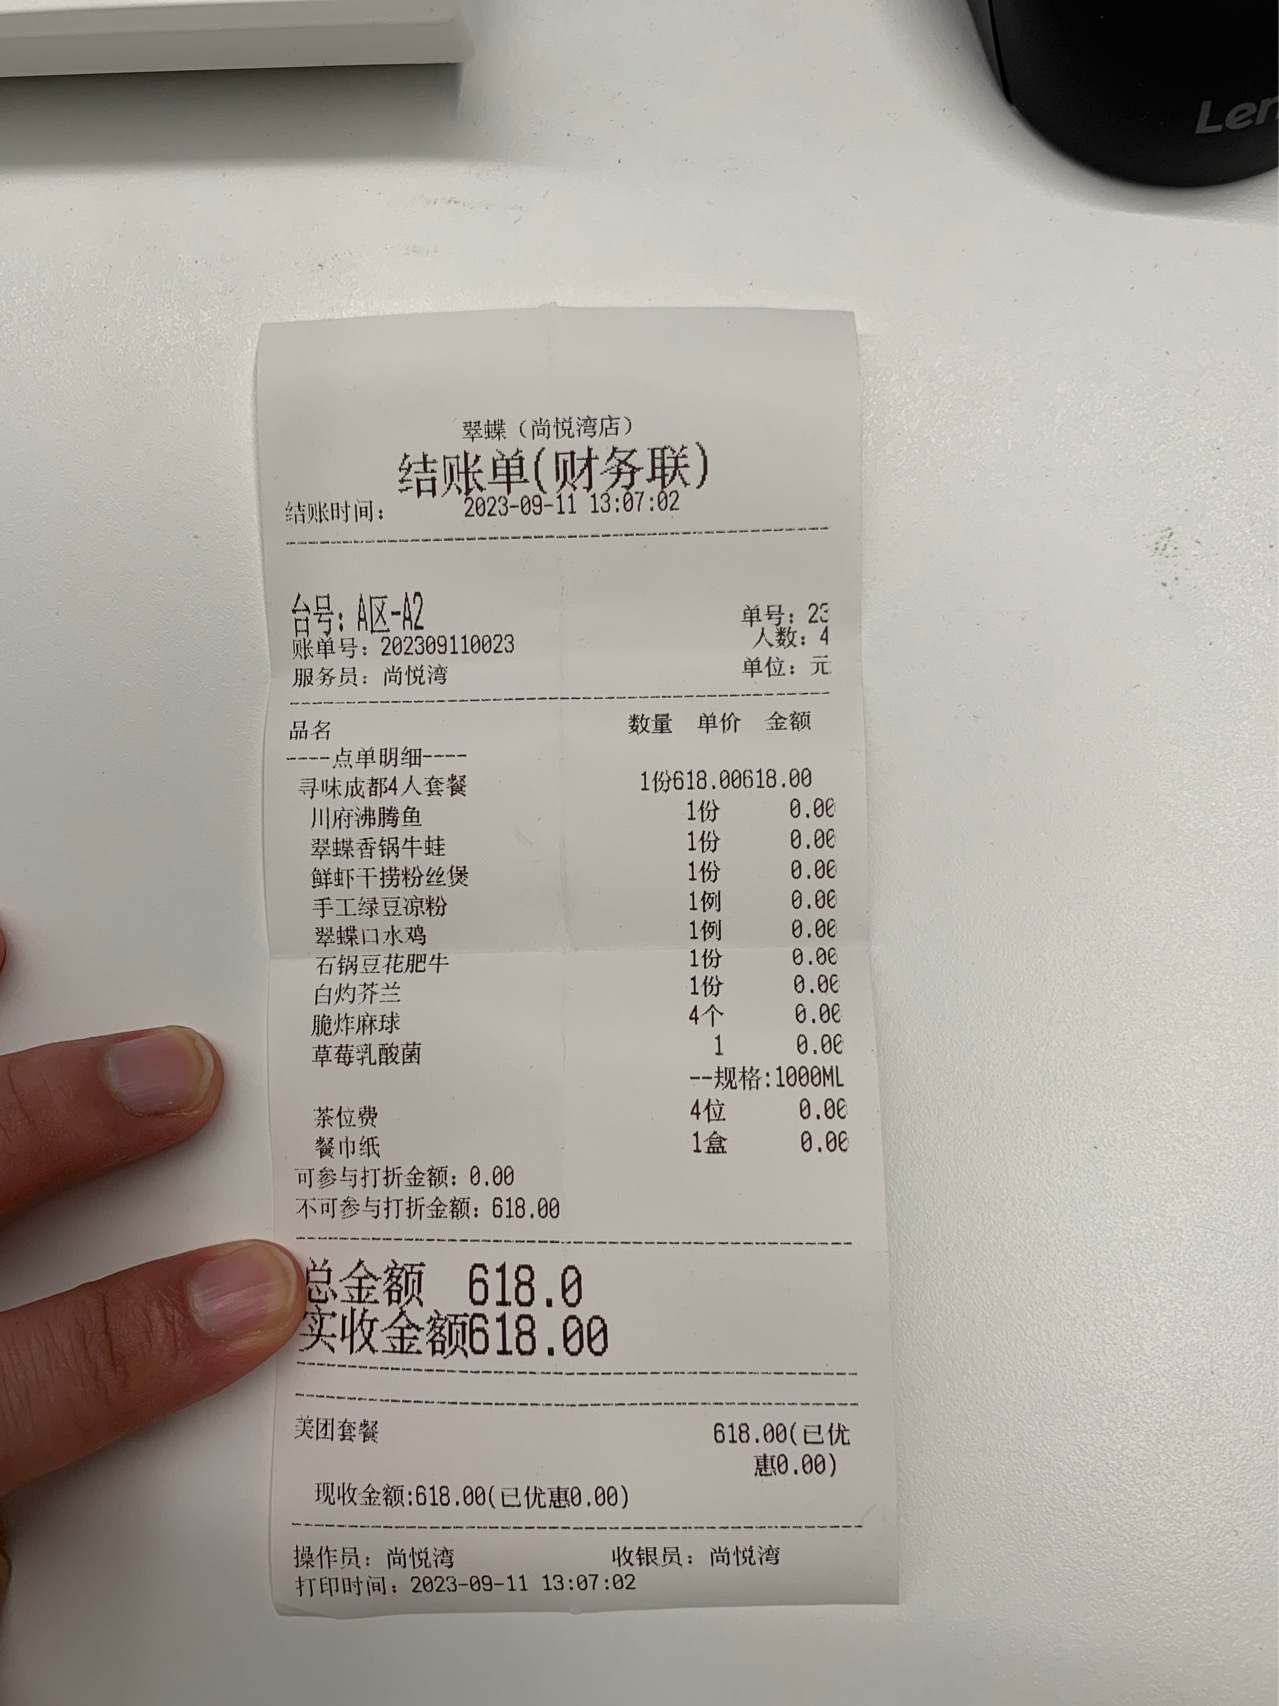 Len
翠蝶（尚悦湾店）
结账单(财务联)
结账时间： 2023-09-11 13:07:02
台号：A区-A2
单号：23
账单号：202309110023
人数：4
服务员：尚悦湾
单位：元
品名 数量 单价 金额
----点单明细----
寻味成都4人套餐 1份618.00618.00
川府沸腾鱼 1份 0.00
翠蝶香锅牛蛙 1份 0.00
鲜虾干捞粉丝煲 1份 0.00
手工绿豆凉粉 1例 0.00
翠蝶口水鸡 1例 0.00
石锅豆花肥牛 1份 0.00
白灼芥兰 1份 0.00
脆炸麻球 4个 0.00
草莓乳酸菌 1 0.00
--规格:1000ML
茶位费 4位 0.00
餐巾纸 1盒 0.00
可参与打折金额：0.00
不可参与打折金额：618.00
总金额 618.0
实收金额618.00
美团套餐 618.00(已优
惠0.00)
现收金额:618.00(已优惠0.00)
操作员：尚悦湾 收银员：尚悦湾
打印时间：2023-09-11 13:07:02